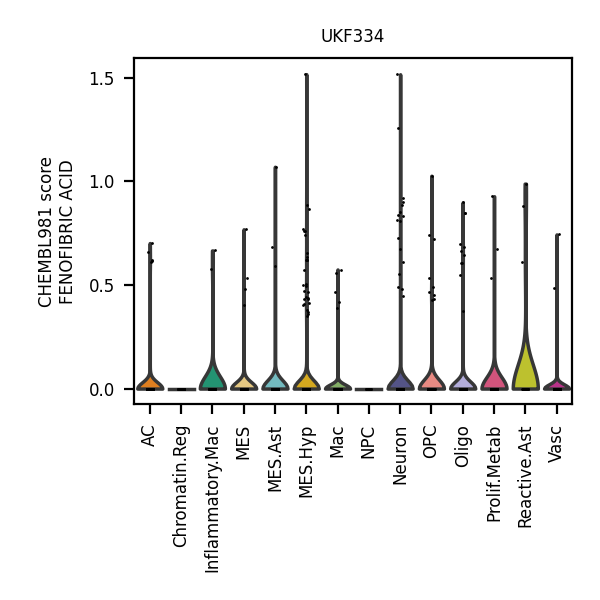 UKF334
CHEMBL981 score
FENOFIBRIC ACID
1.5
1.0
0.5
0.0
AC
Chromatin.Reg
Inflammatory.Mac
MES
MES.Ast
MES.Hyp
Mac
NPC
Neuron
OPC
Oligo
Prolif.Metab
Reactive.Ast
Vasc